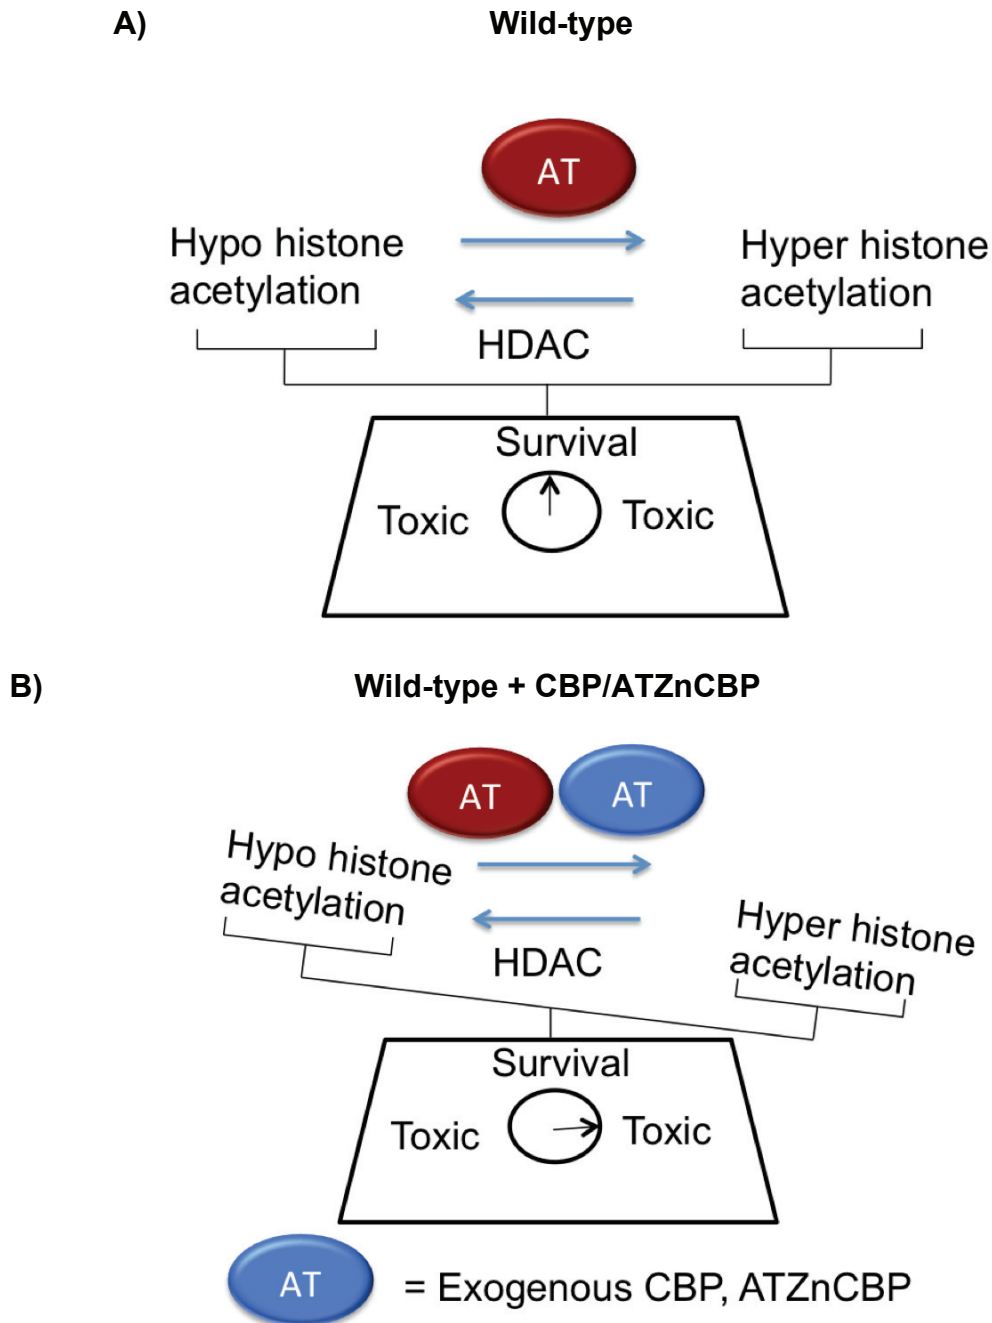 A) Wild-type
AT
Hypo histone
acetylation
Hyper histone
acetylation
HDAC
Survival
Toxic Toxic
B) Wild-type + CBP/ATZnCBP
AT AT
Hypo histone
acetylation
Hyper histone
acetylation
HDAC
Survival
Toxic Toxic
AT = Exogenous CBP, ATZnCBP